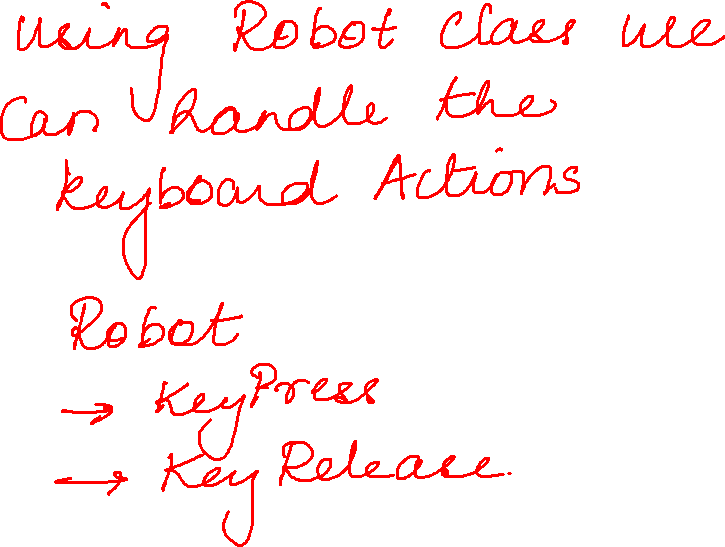 using Robot class we
can handle the
keyboard Actions
Robot
→ KeyPress
→ KeyRelease.